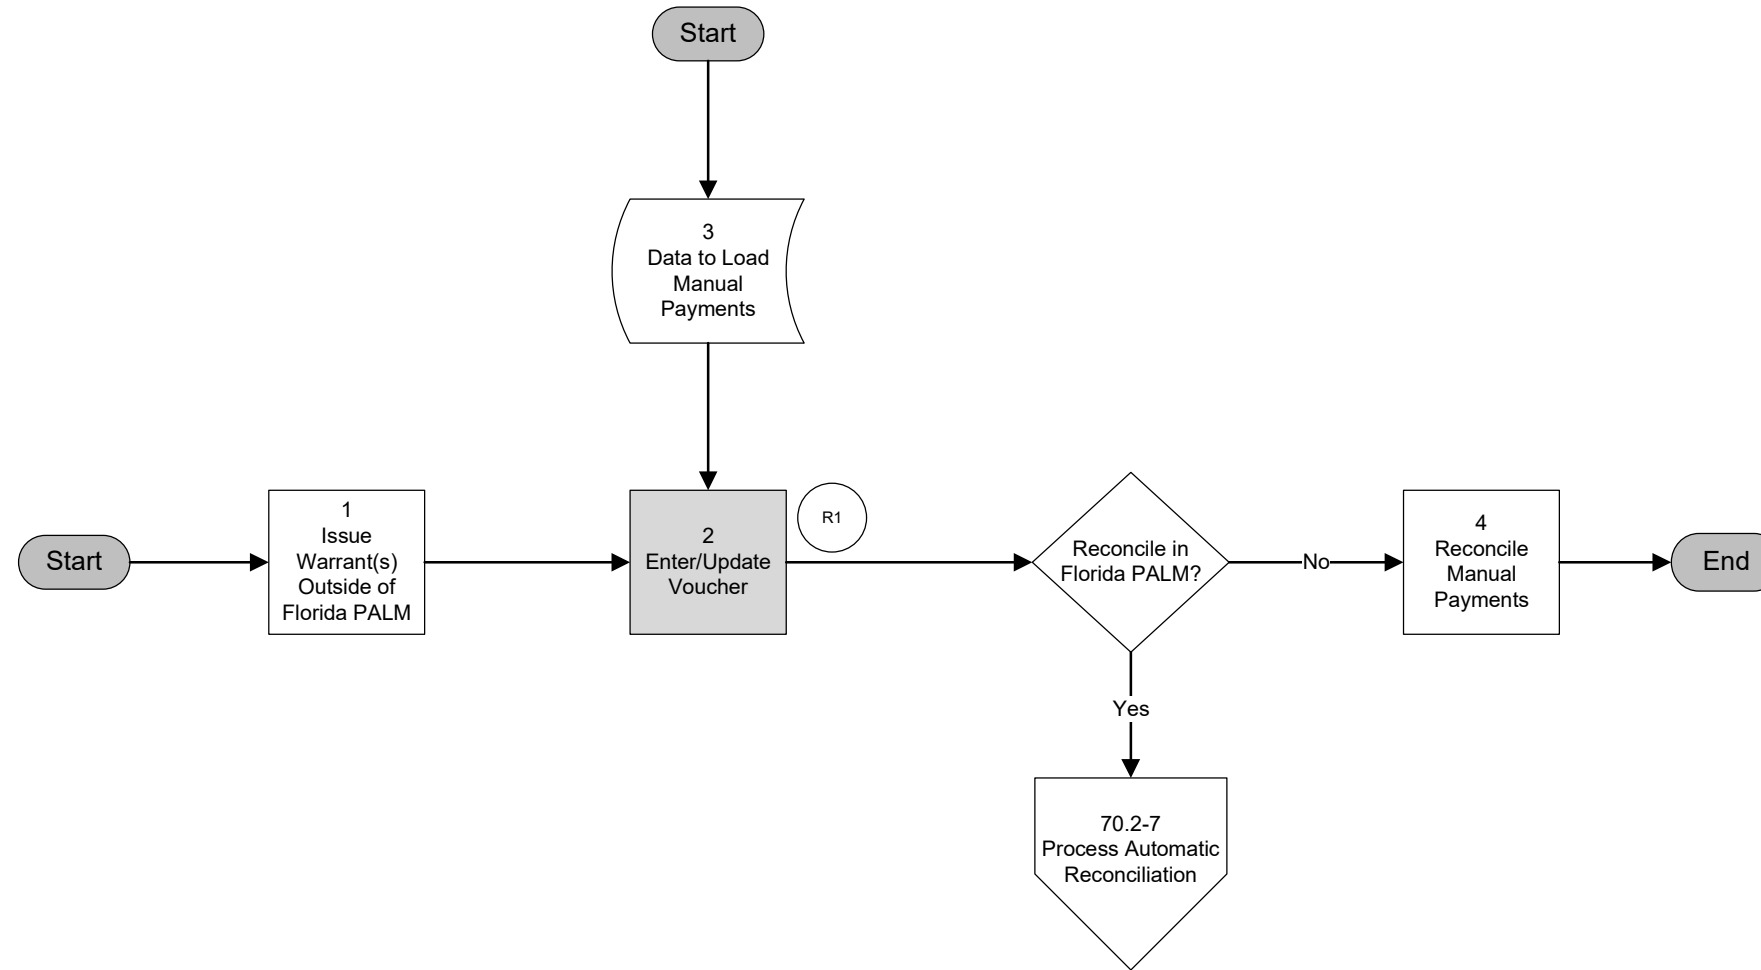 Start
3
Data to Load
Manual
Payments
Start
1
Issue
Warrant(s)
Outside of
Florida PALM
2
Enter/Update
Voucher
R1
Reconcile in
Florida PALM?
No
4
Reconcile
Manual
Payments
End
Yes
70.2-7
Process Automatic
Reconciliation